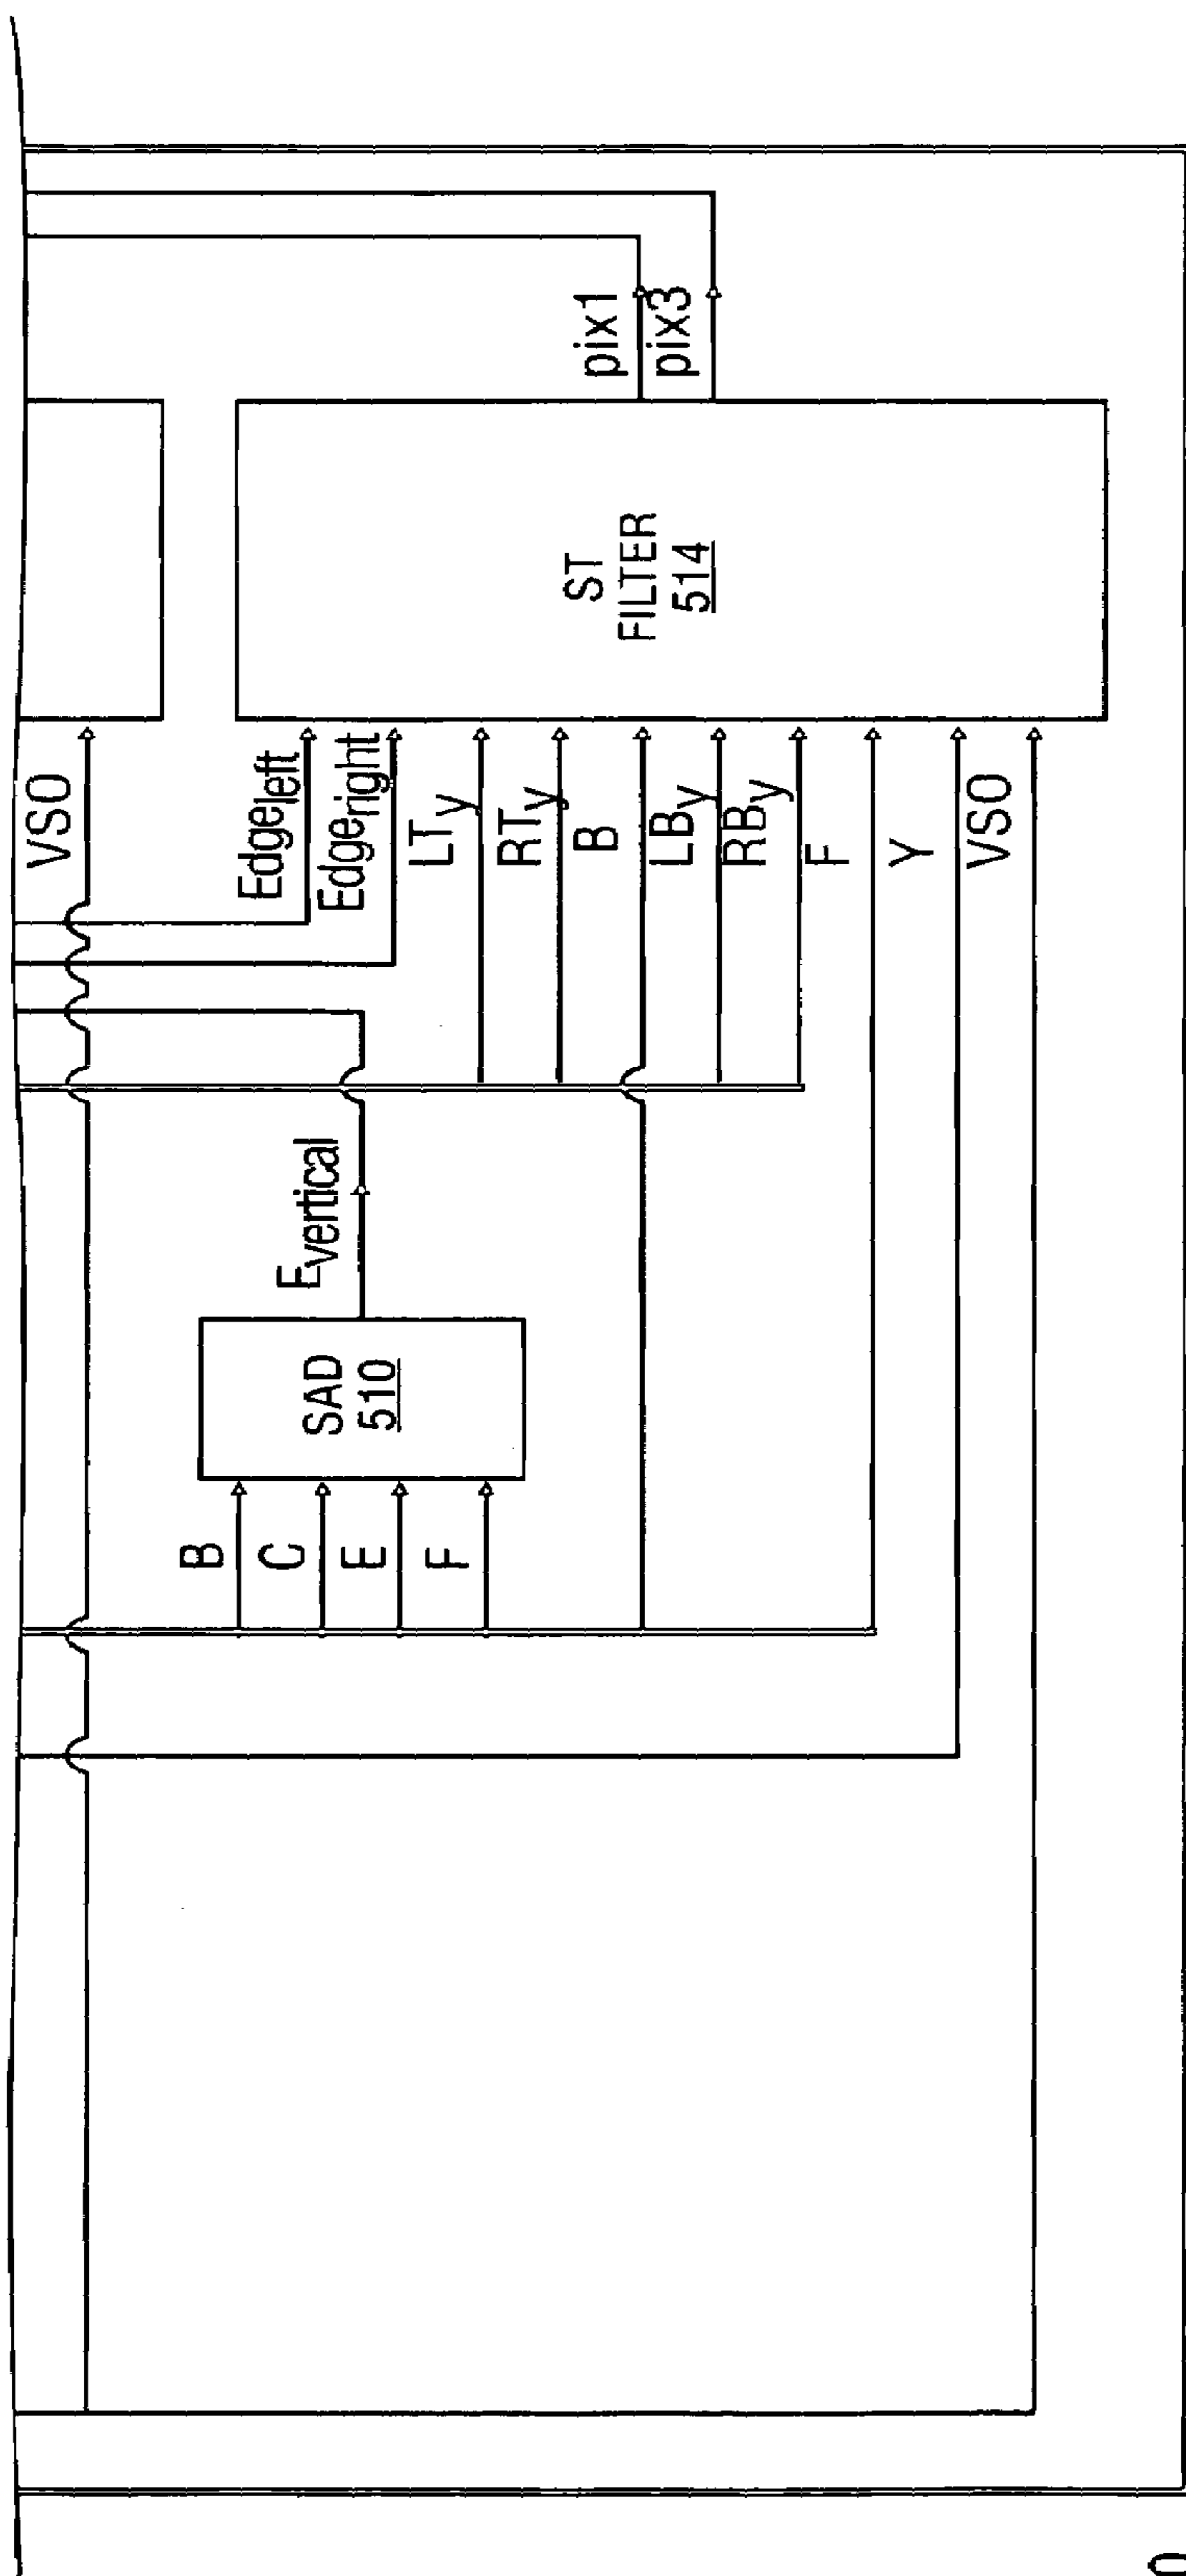 VSO
B
C
E
F
SAD
510
Evertical
Edgeleft
Edgeright
LTy
RTy
B
LBy
RBy
F
Y
VSO
ST
FILTER
514
pix1
pix3